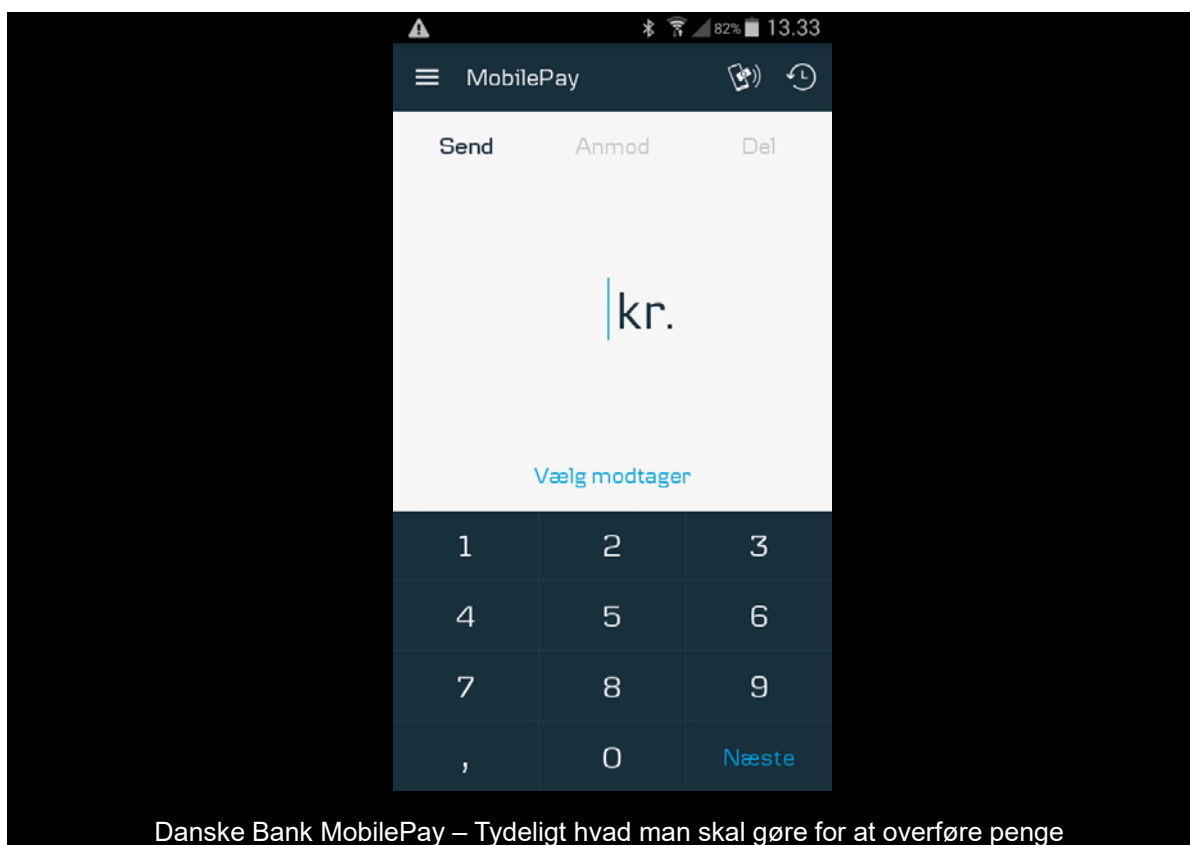 82% 13.33
MobilePay
Send Anmod Del
kr.
Vælg modtager
1 2 3
4 5 6
7 8 9
, 0 Næste
Danske Bank MobilePay – Tydeligt hvad man skal gøre for at overføre penge